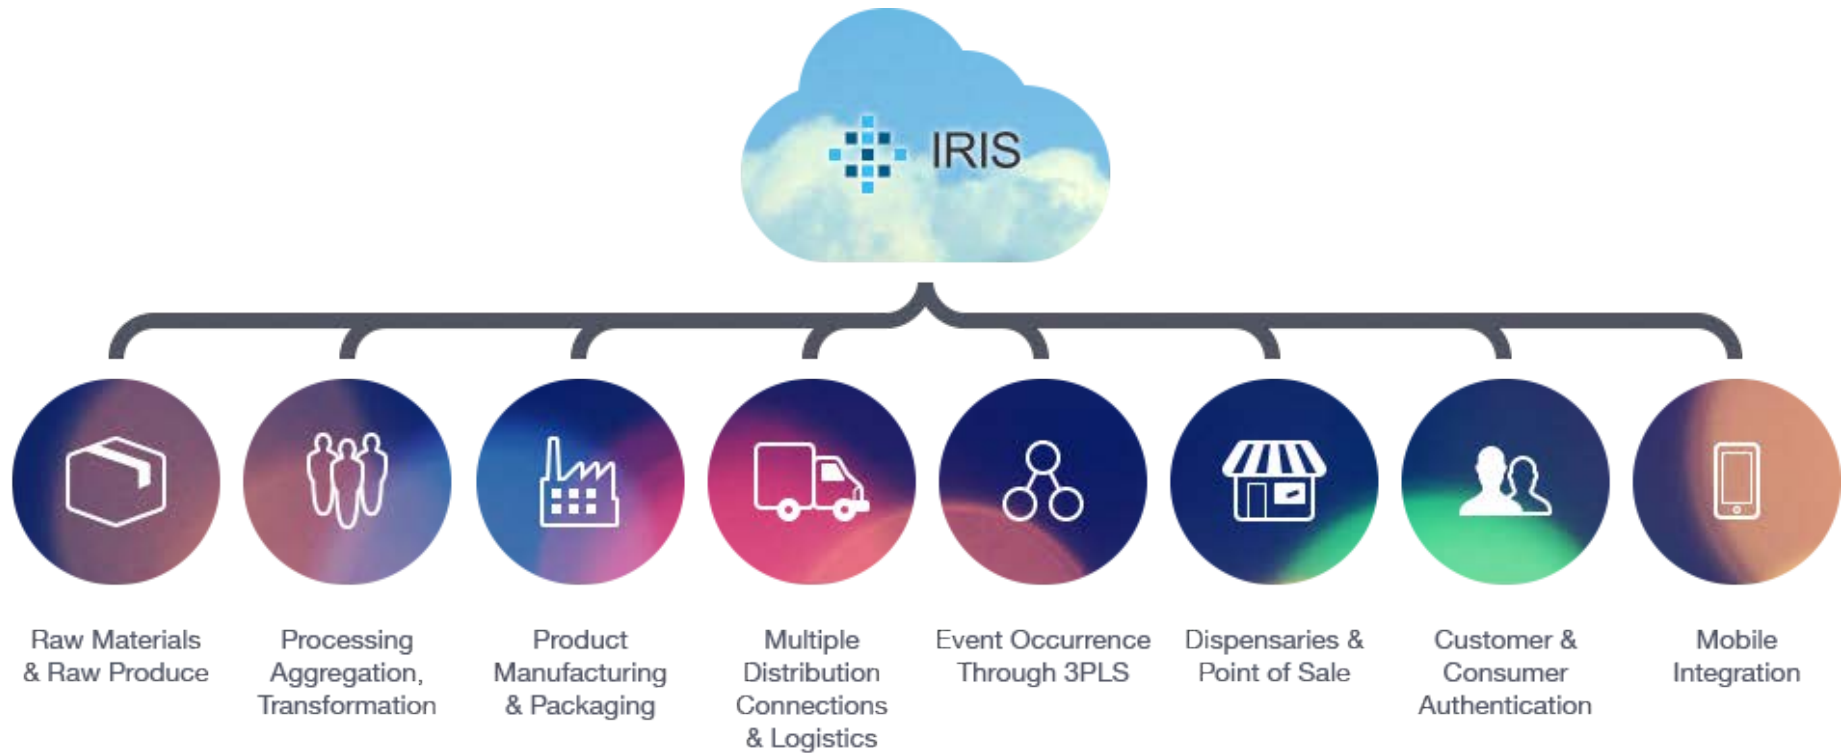 IRIS
Raw Materials
& Raw Produce
Processing
Aggregation,
Transformation
Product
Manufacturing
& Packaging
Multiple
Distribution
Connections
& Logistics
Event Occurrence
Through 3PLS
Dispensaries &
Point of Sale
Customer &
Consumer
Authentication
Mobile
Integration